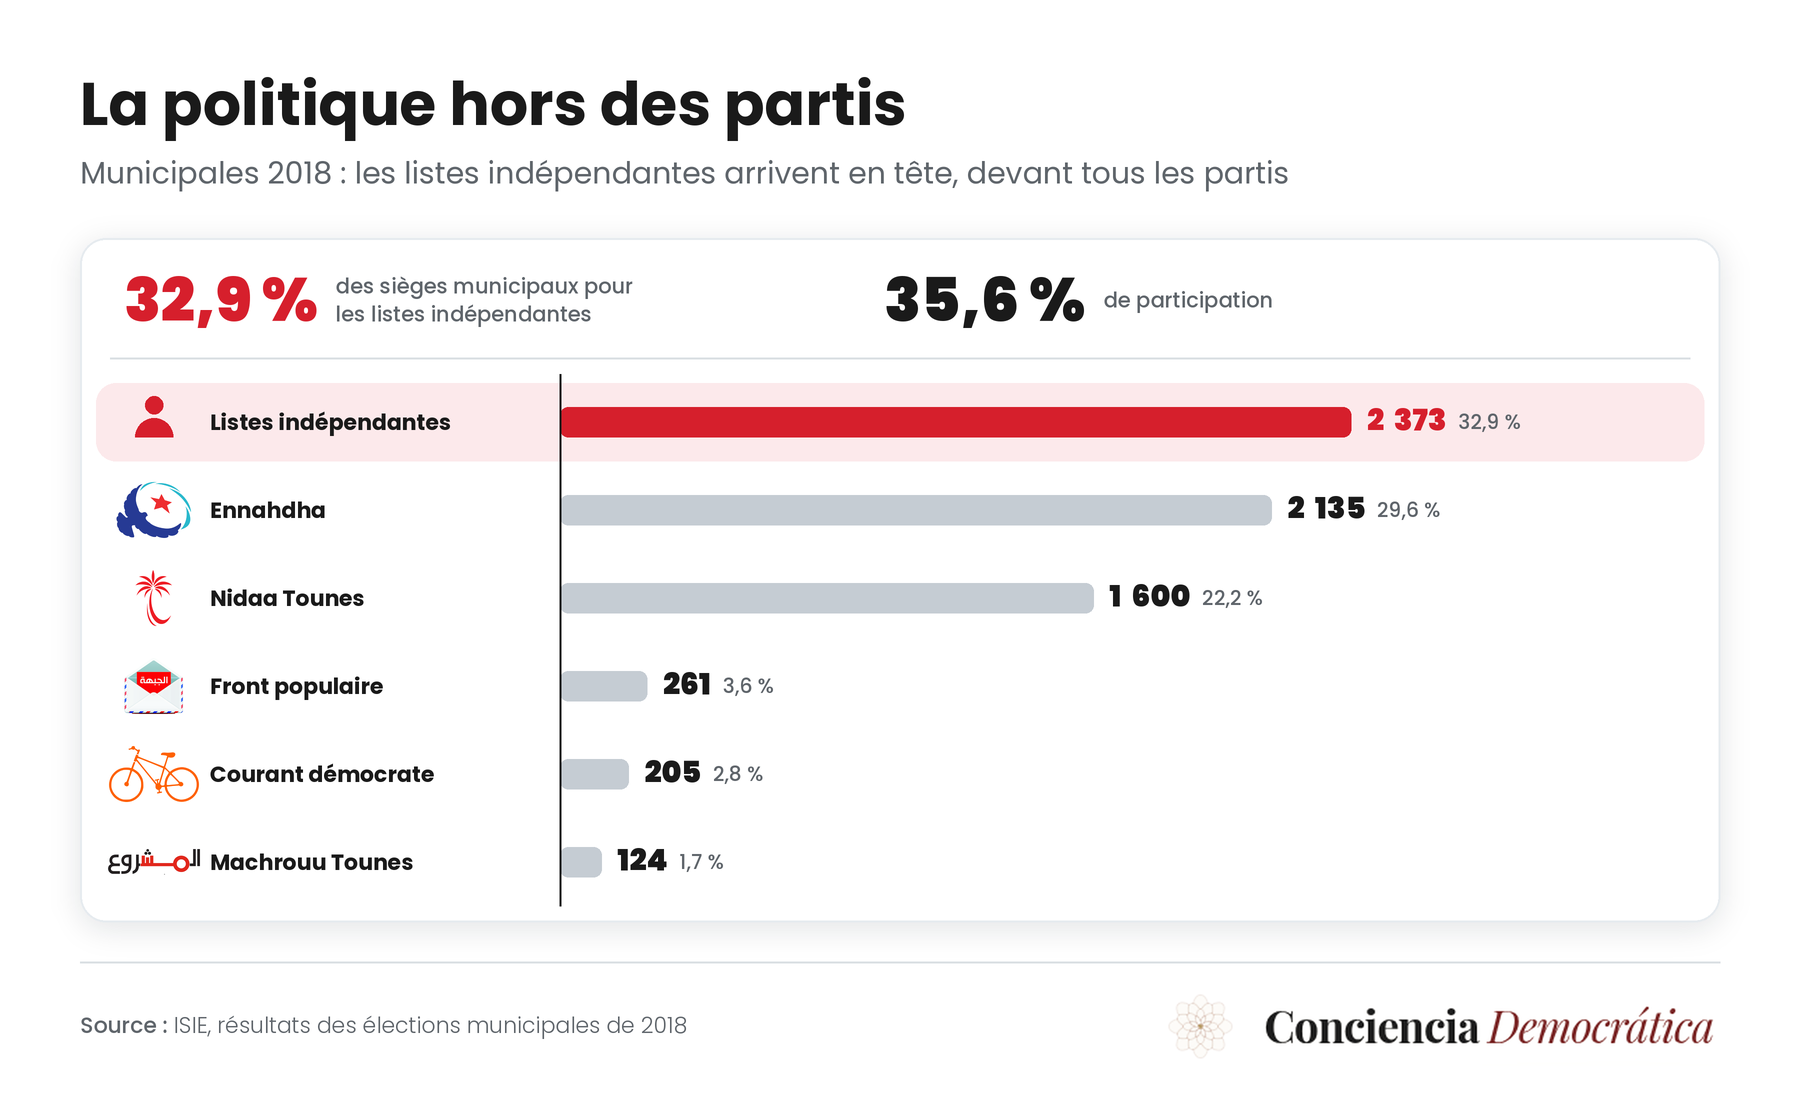 La politique hors des partis
Municipales 2018 : les listes indépendantes arrivent en tête, devant tous les partis
32,9 %
des sièges municipaux pour
les listes indépendantes
35,6 %
de participation
Listes indépendantes 2 373 32,9 %
Ennahdha 2 135 29,6 %
Nidaa Tounes 1 600 22,2 %
الجبهة
Front populaire 261 3,6 %
Courant démocrate 205 2,8 %
المشروع
Machrouu Tounes 124 1,7 %
Source : ISIE, résultats des élections municipales de 2018
Conciencia Democrática